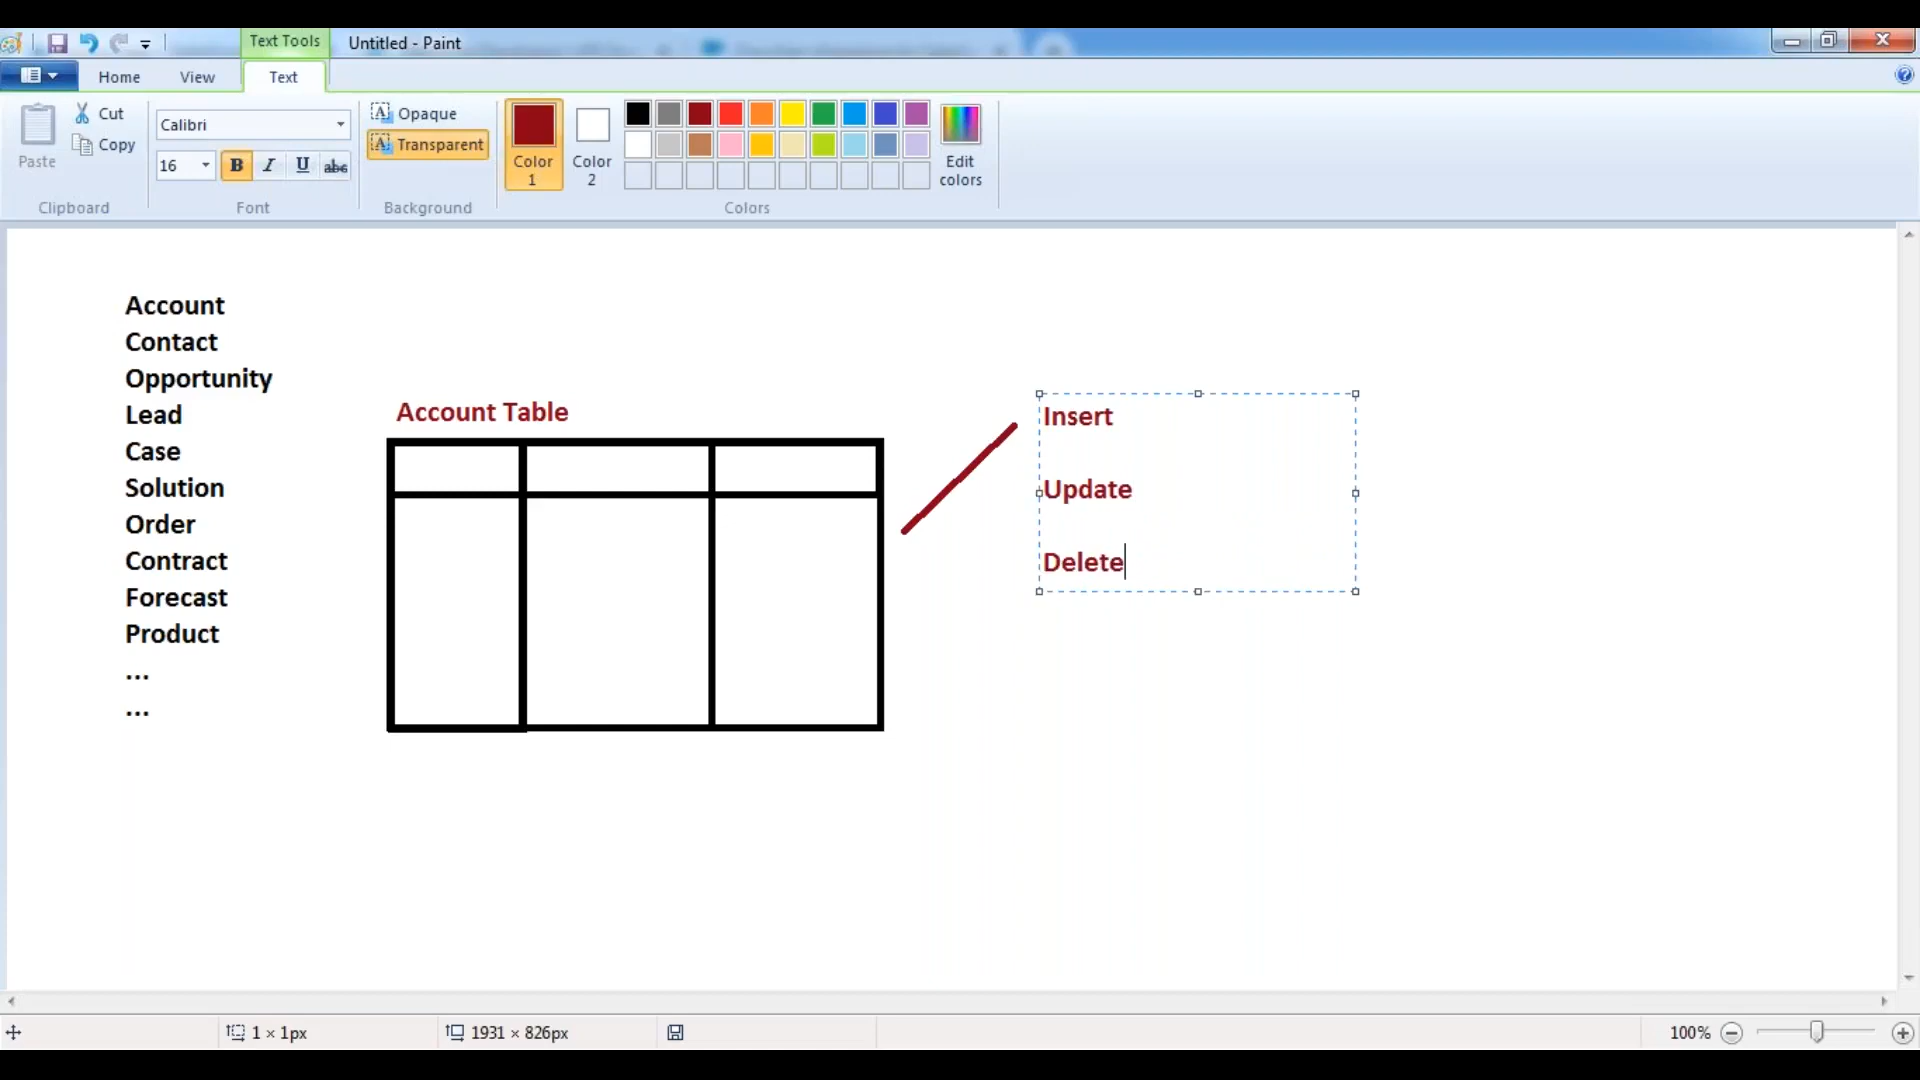 Text Tools
Untitled - Paint
Home
View
Text
Paste
Cut
Copy
Clipboard
Calibri
16
B
I
U
abc
Font
A Opaque
A Transparent
Background
Color
1
Color
2
Edit
colors
Colors
Account
Contact
Opportunity
Lead
Case
Solution
Order
Contract
Forecast
Product
...
...
Account Table
Insert
Update
Delete
1 × 1px
1931 × 826px
100%